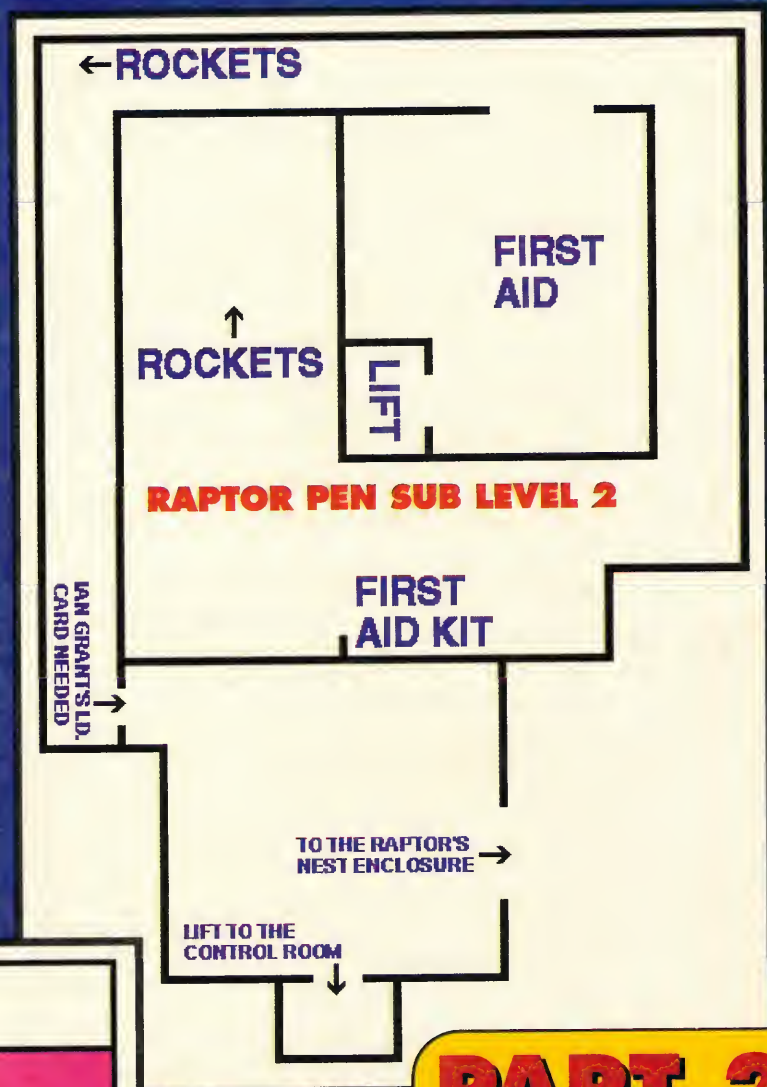 ←ROCKETS
FIRST
AID
↑
ROCKETS
LIFT
RAPTOR PEN SUB LEVEL 2
FIRST
AID KIT
IAN GRANT'S I.D.
CARD NEEDED
→
TO THE RAPTOR'S
NEST ENCLOSURE →
LIFT TO THE
CONTROL ROOM
↓
PART